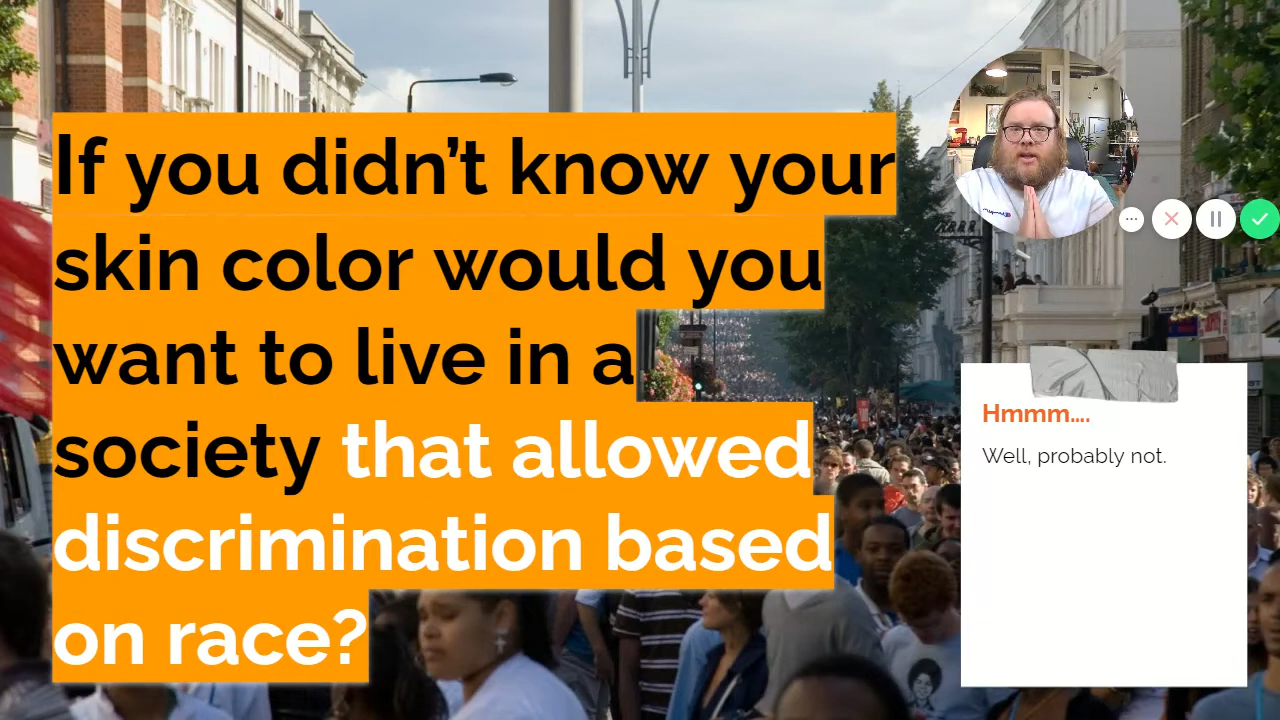 If you didn’t know your
skin color would you
want to live in a
society that allowed
discrimination based
on race?
Hmmm....
Well, probably not.